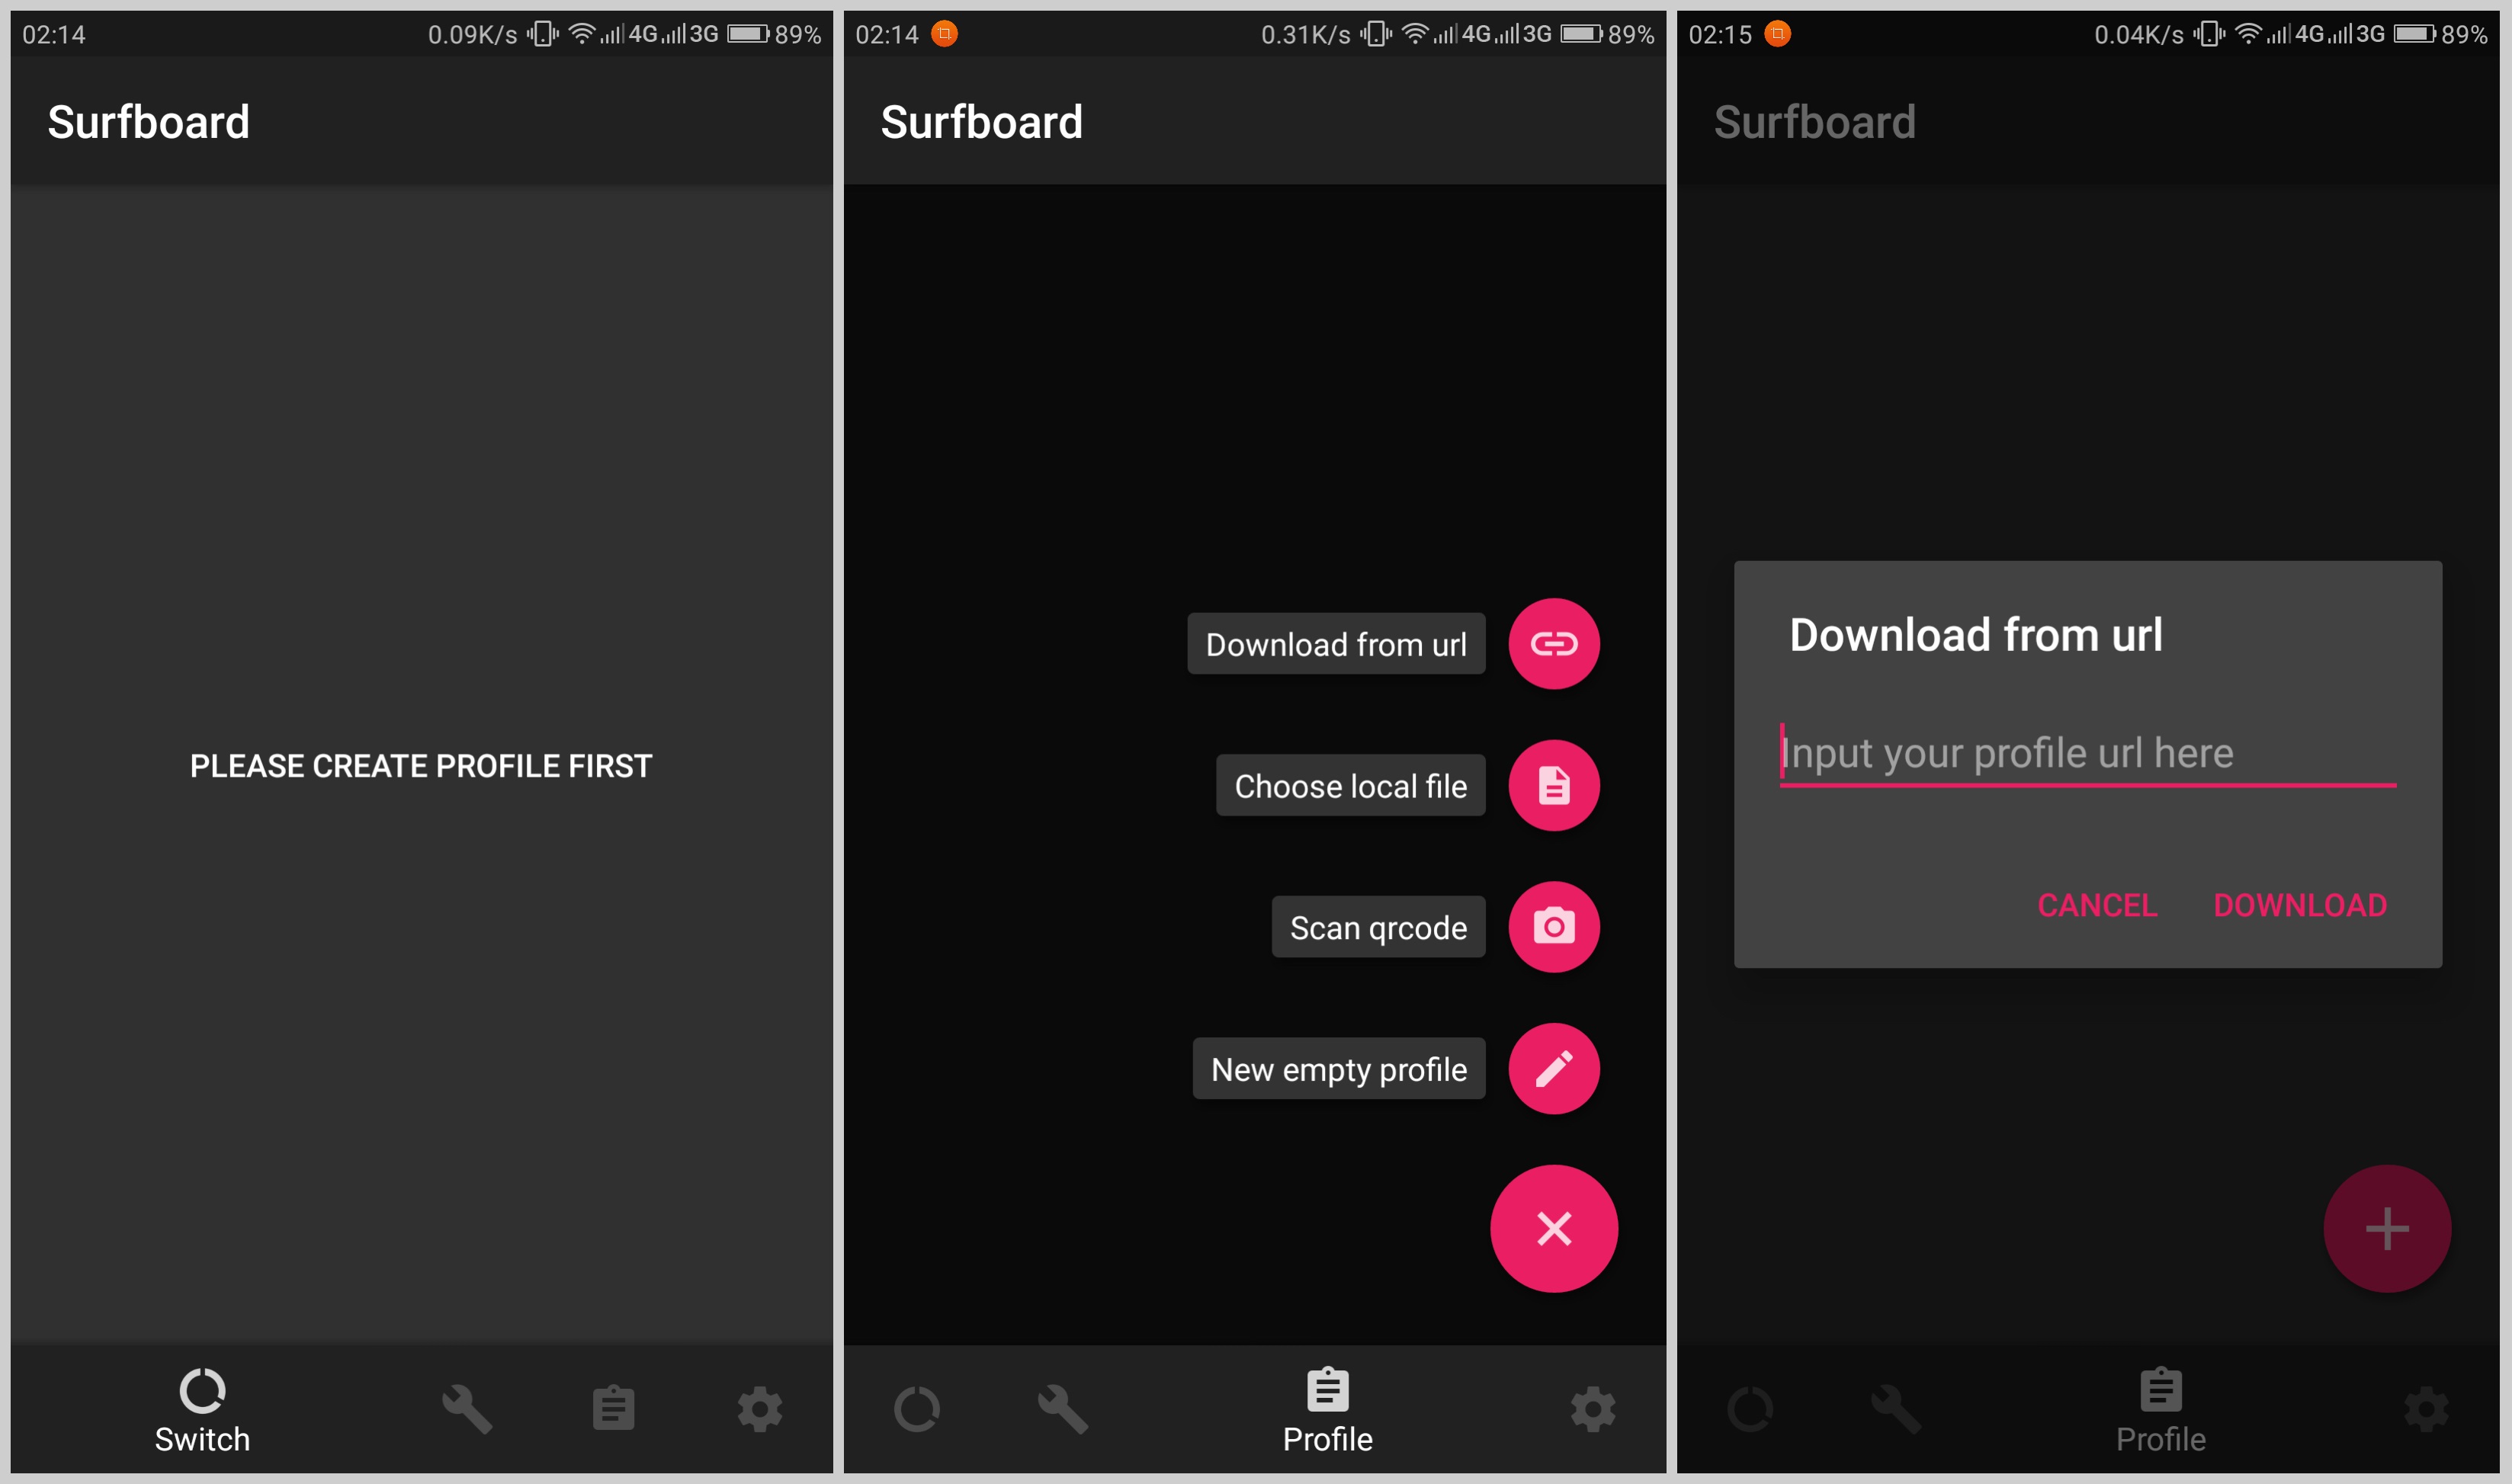 02:14 0.09K/s 4G 3G 89%
Surfboard
PLEASE CREATE PROFILE FIRST
Switch
02:14 0.31K/s 4G 3G 89%
Surfboard
Download from url
Choose local file
Scan qrcode
New empty profile
Profile
02:15 0.04K/s 4G 3G 89%
Surfboard
Download from url
Input your profile url here
CANCEL DOWNLOAD
Profile